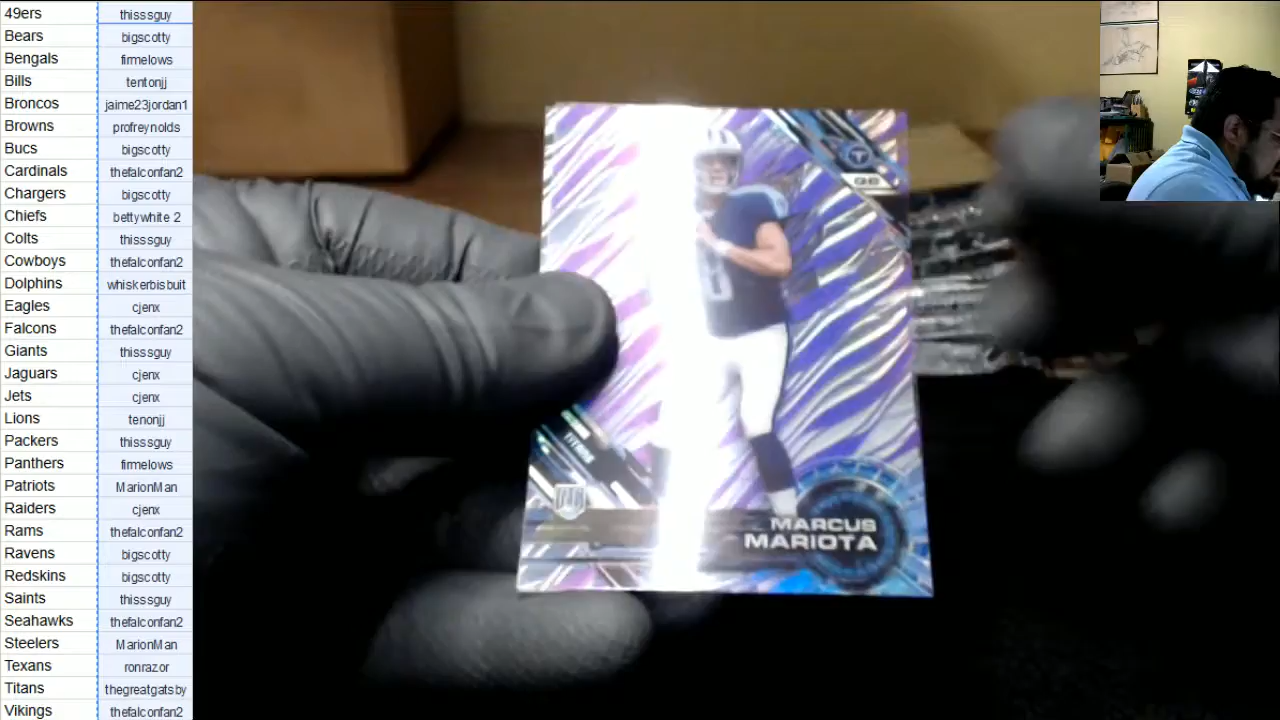 49ers thisssguy
Bears bigscotty
Bengals firmelows
Bills tentonjj
Broncos jaime23jordan1
Browns profreynolds
Bucs bigscotty
Cardinals thefalconfan2
Chargers bigscotty
Chiefs bettywhite 2
Colts thisssguy
Cowboys thefalconfan2
Dolphins whiskerbisbuit
Eagles cjenx
Falcons thefalconfan2
Giants thisssguy
Jaguars cjenx
Jets cjenx
Lions tenonjj
Packers thisssguy
Panthers firmelows
Patriots MarionMan
Raiders cjenx
Rams thefalconfan2
Ravens bigscotty
Redskins bigscotty
Saints thisssguy
Seahawks thefalconfan2
Steelers MarionMan
Texans ronrazor
Titans thegreatgatsby
Vikings thefalconfan2
QB
TITANS
MARCUS
MARIOTA